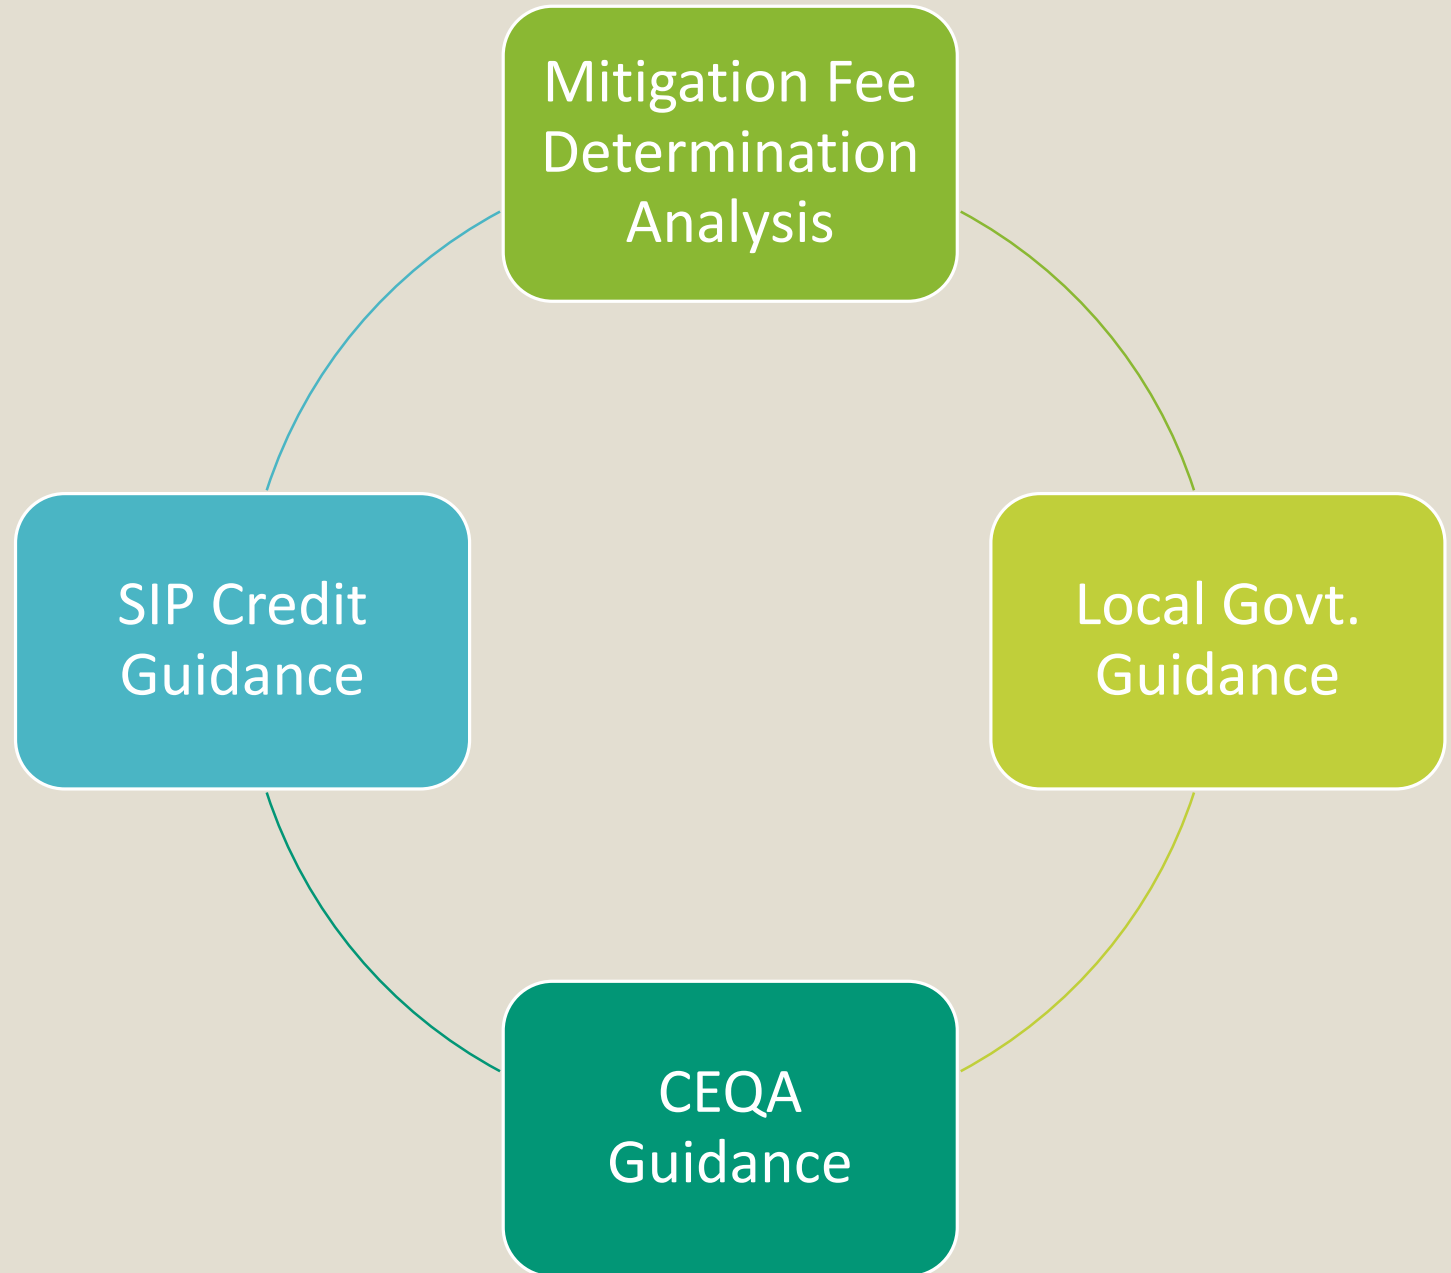 Mitigation Fee
Determination
Analysis
SIP Credit
Guidance
Local Govt.
Guidance
CEQA
Guidance